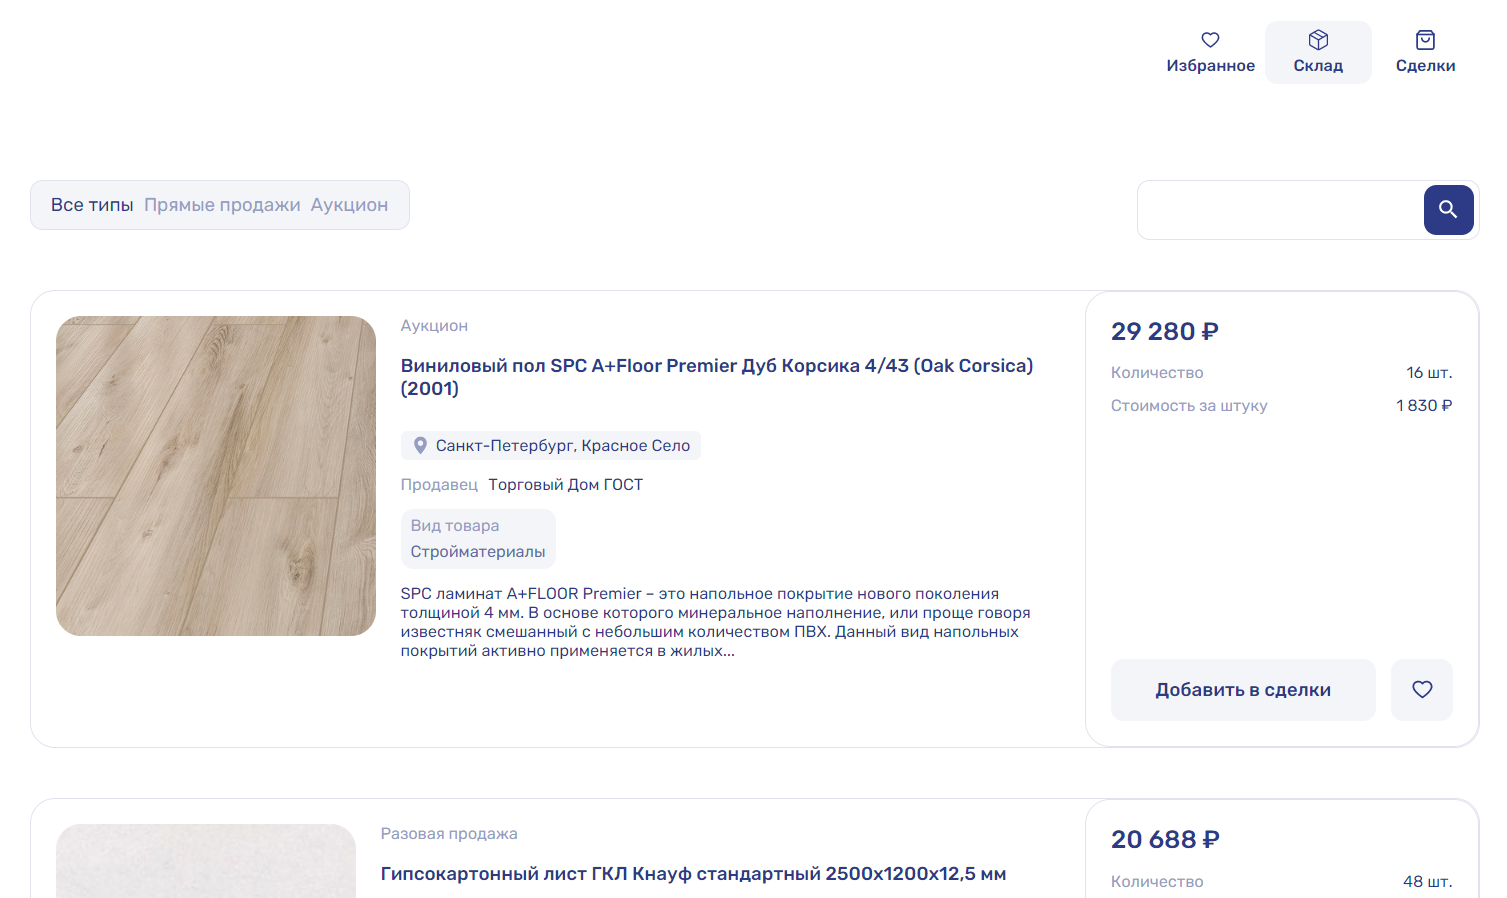 Избранное
Склад
Сделки
Все типы Прямые продажи Аукцион
Аукцион
Виниловый пол SPC A+Floor Premier Дуб Корсика 4/43 (Oak Corsica)
(2001)
Санкт-Петербург, Красное Село
Продавец Торговый Дом ГОСТ
Вид товара
Стройматериалы
SPC ламинат A+FLOOR Premier – это напольное покрытие нового поколения
толщиной 4 мм. В основе которого минеральное наполнение, или проще говоря
известняк смешанный с небольшим количеством ПВХ. Данный вид напольных
покрытий активно применяется в жилых...
29 280 ₽
Количество 16 шт.
Стоимость за штуку 1 830 ₽
Добавить в сделки
Разовая продажа
Гипсокартонный лист ГКЛ Кнауф стандартный 2500х1200х12,5 мм
20 688 ₽
Количество 48 шт.